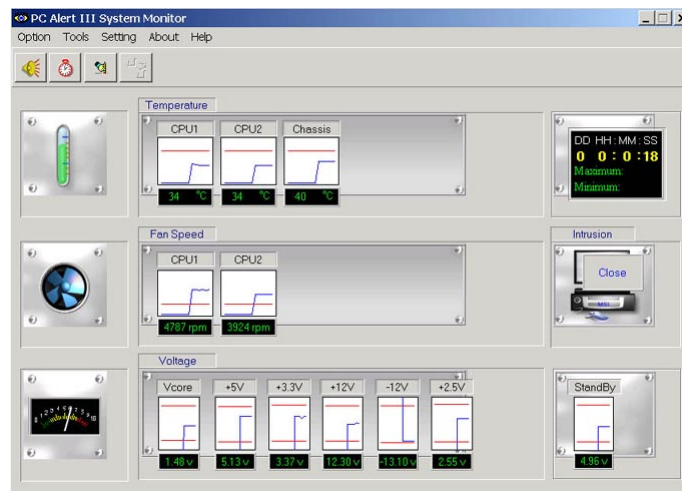 PC Alert III System Monitor
Option Tools Setting About Help
Temperature
CPU1 CPU2 Chassis
34 °C 34 °C 40 °C
DD HH : MM : SS
0 0 : 0 :18
Maximum:
Minimum:
Fan Speed
CPU1 CPU2
4787 rpm 3924 rpm
Intrusion
Close
MSI
Voltage
Vcore +5V +3.3V +12V -12V +2.5V
1.48 v 5.13 v 3.37 v 12.30 v -13.10 v 2.55 v
StandBy
4.96 v